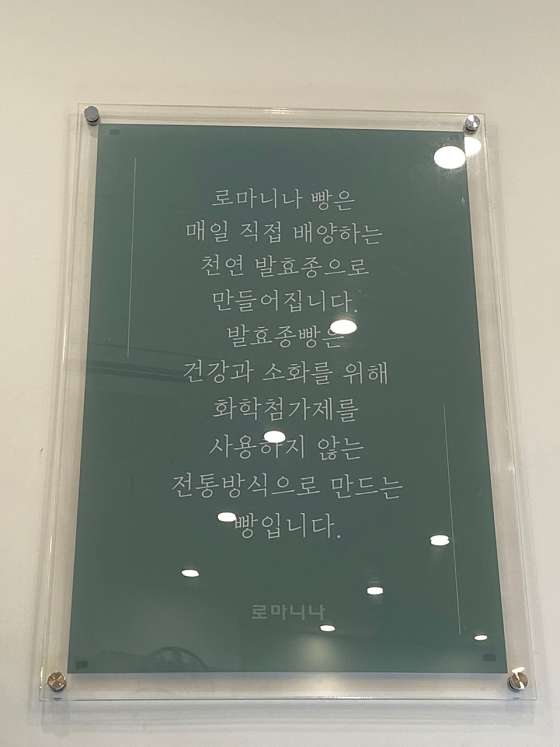 로마니나 빵은
매일 직접 배양하는
천연 발효종으로
만들어집니다.
발효종빵은
건강과 소화를 위해
화학첨가제를
사용하지 않는
전통방식으로 만드는
빵입니다.
로마니나